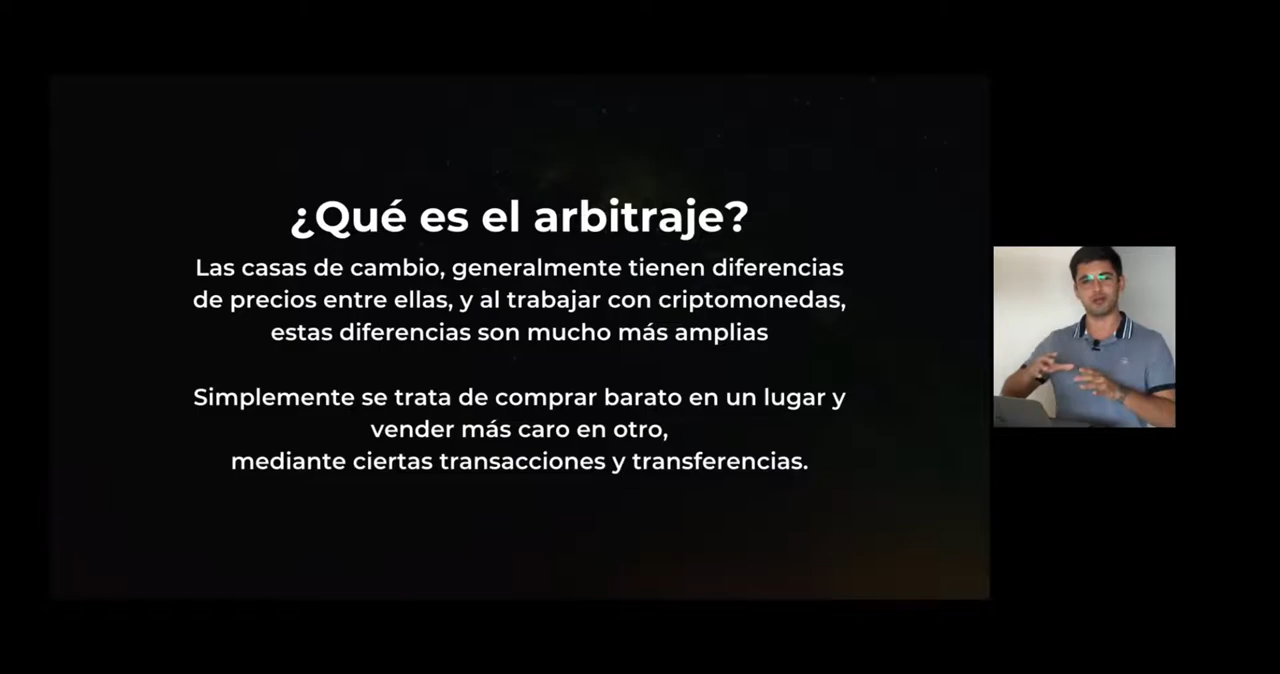 ¿Qué es el arbitraje?
Las casas de cambio, generalmente tienen diferencias
de precios entre ellas, y al trabajar con criptomonedas,
estas diferencias son mucho más amplias
Simplemente se trata de comprar barato en un lugar y
vender más caro en otro,
mediante ciertas transacciones y transferencias.